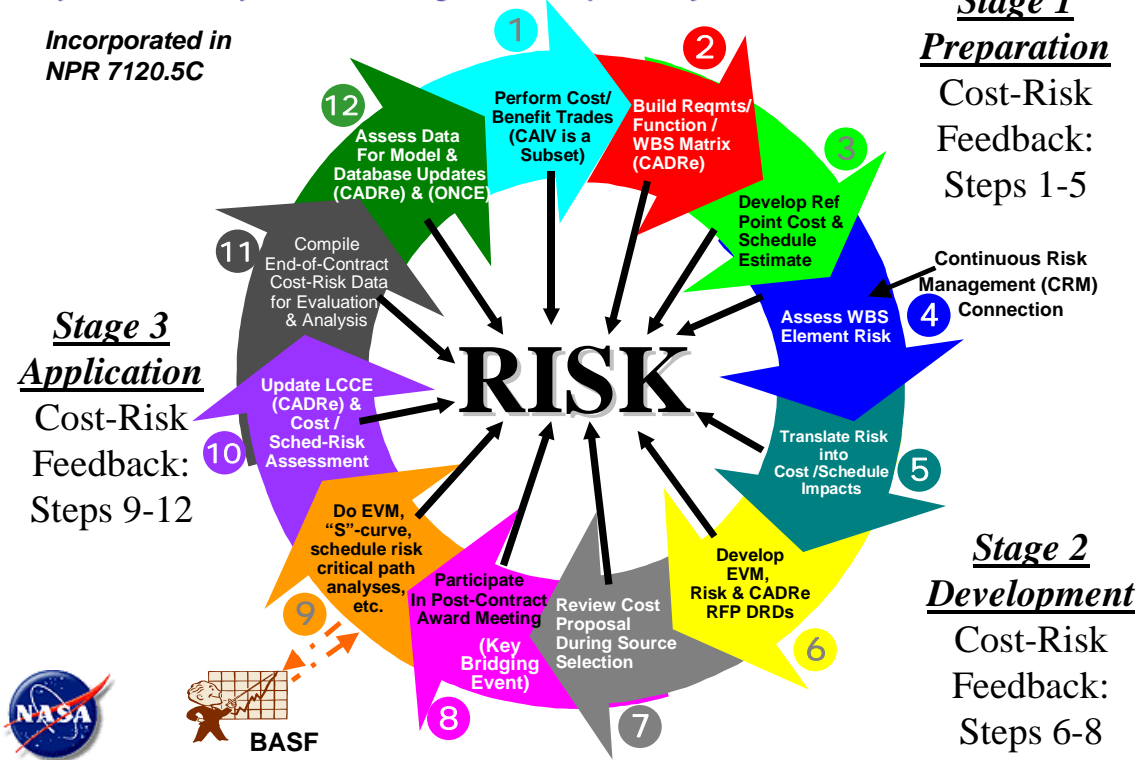 Incorporated in
NPR 7120.5C
Stage 1
Preparation
Cost-Risk
Feedback:
Steps 1-5
1
Perform Cost/
Benefit Trades
(CAIV is a
Subset)
2
Build Reqmts/
Function /
WBS Matrix
(CADRe)
3
Develop Ref
Point Cost &
Schedule
Estimate
Continuous Risk
Management (CRM)
Connection
4
Assess WBS
Element Risk
5
Translate Risk
into
Cost /Schedule
Impacts
6
Develop
EVM,
Risk & CADRe
RFP DRDs
Stage 2
Development
Cost-Risk
Feedback:
Steps 6-8
7
Review Cost
Proposal
During Source
Selection
8
Participate
In Post-Contract
Award Meeting
(Key
Bridging
Event)
9
Do EVM,
“S”-curve,
schedule risk
critical path
analyses,
etc.
BASF
NASA
Stage 3
Application
Cost-Risk
Feedback:
Steps 9-12
10
Update LCCE
(CADRe) &
Cost /
Sched-Risk
Assessment
11
Compile
End-of-Contract
Cost-Risk Data
for Evaluation
& Analysis
12
Assess Data
For Model &
Database Updates
(CADRe) & (ONCE)
RISK